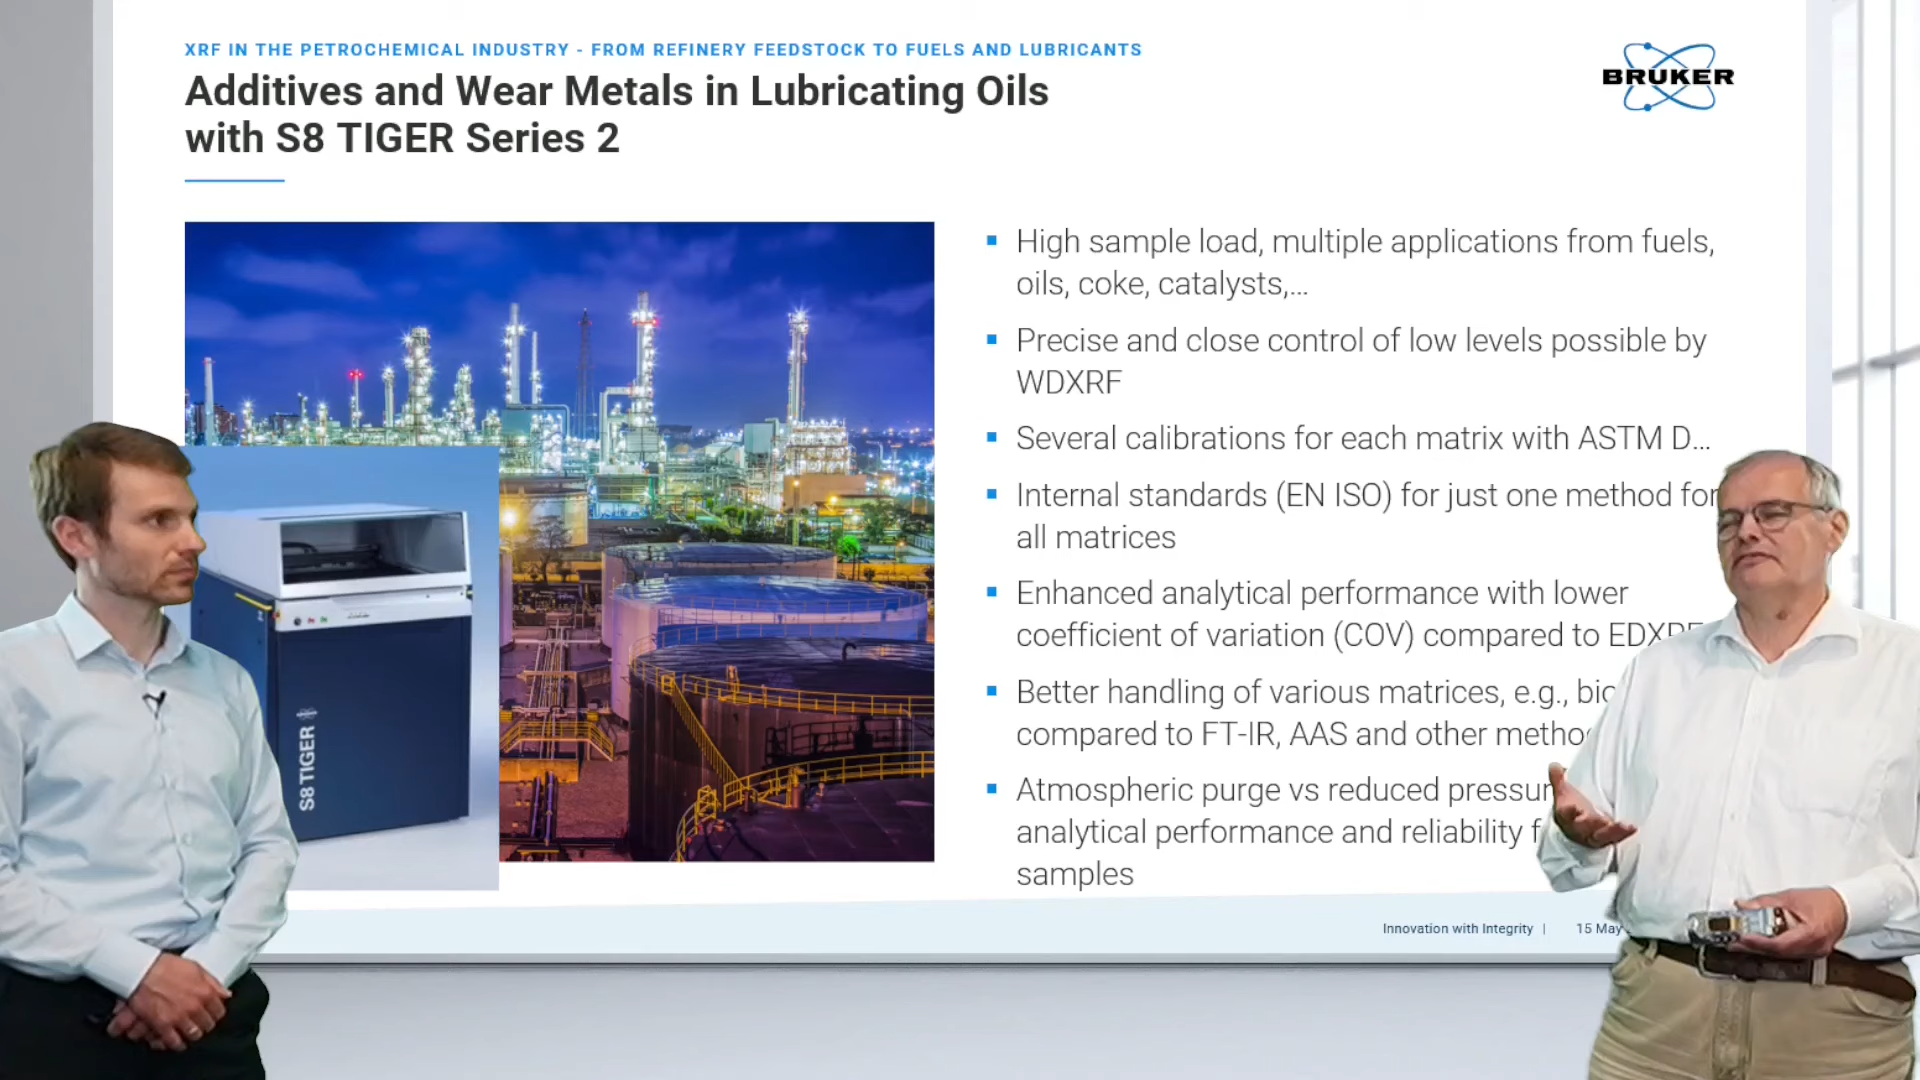 XRF IN THE PETROCHEMICAL INDUSTRY - FROM REFINERY FEEDSTOCK TO FUELS AND LUBRICANTS
Additives and Wear Metals in Lubricating Oils
with S8 TIGER Series 2
BRUKER
High sample load, multiple applications from fuels,
oils, coke, catalysts,...
Precise and close control of low levels possible by
WDXRF
Several calibrations for each matrix with ASTM D...
Internal standards (EN ISO) for just one method for
all matrices
Enhanced analytical performance with lower
coefficient of variation (COV) compared to EDXRF
Better handling of various matrices, e.g.,
compared to FT-IR, AAS and other
Atmospheric purge vs reduced
analytical performance and reliability
samples
S8 TIGER
Innovation with Integrity | 15 May